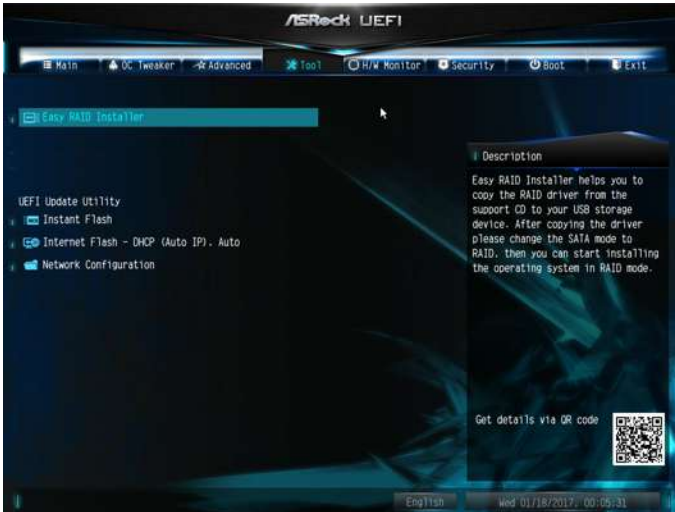 ASRock UEFI
Main OC Tweaker Advanced Tool H/W Monitor Security Boot Exit
Easy RAID Installer
UEFI Update Utility
Instant Flash
Internet Flash - DHCP (Auto IP), Auto
Network Configuration
Description
Easy RAID Installer helps you to
copy the RAID driver from the
support CD to your USB storage
device. After copying the driver
please change the SATA mode to
RAID, then you can start installing
the operating system in RAID mode.
Get details via QR code
English
Wed 01/18/2017, 00:05:31